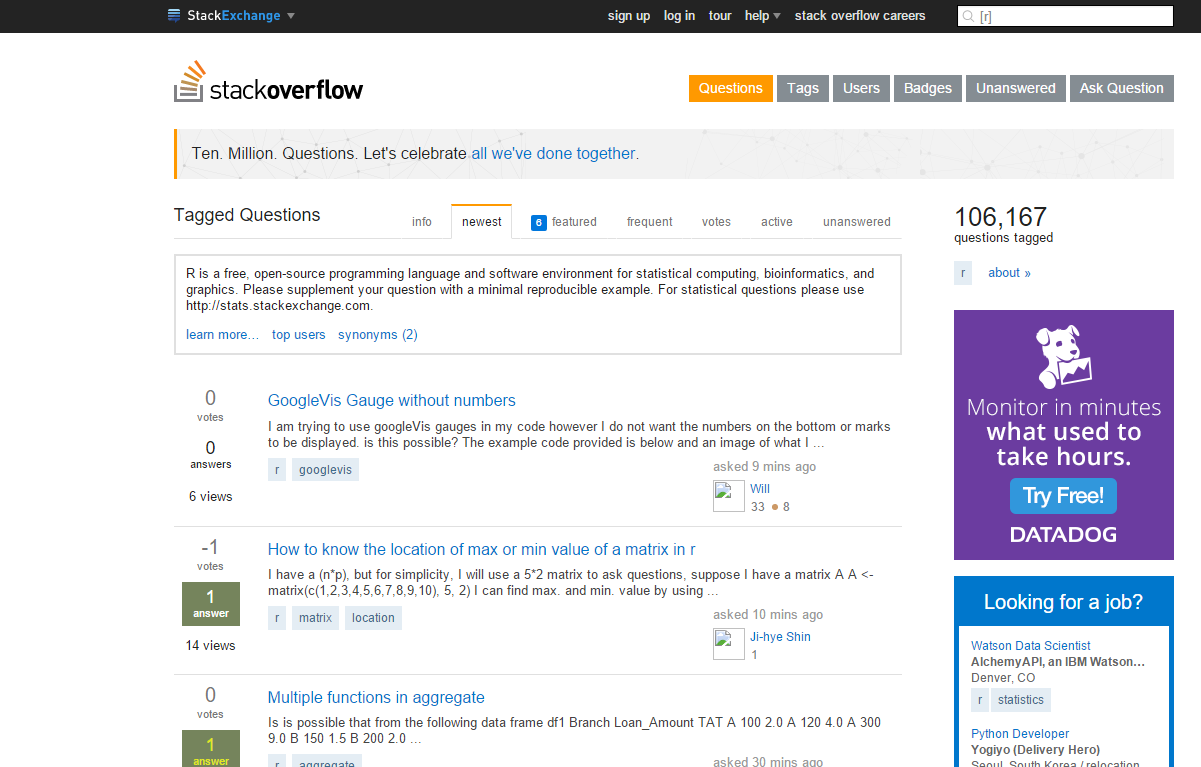 StackExchange
sign up log in tour help stack overflow careers
[r]
stackoverflow
Questions Tags Users Badges Unanswered Ask Question
Ten. Million. Questions. Let's celebrate all we've done together.
Tagged Questions
info newest 6 featured frequent votes active unanswered
R is a free, open-source programming language and software environment for statistical computing, bioinformatics, and
graphics. Please supplement your question with a minimal reproducible example. For statistical questions please use
http://stats.stackexchange.com.
learn more… top users synonyms (2)
0
votes
0
answers
6 views
GoogleVis Gauge without numbers
I am trying to use googleVis gauges in my code however I do not want the numbers on the bottom or marks
to be displayed. is this possible? The example code provided is below and an image of what I ...
r googlevis
asked 9 mins ago
Will
33 8
-1
votes
1
answer
14 views
How to know the location of max or min value of a matrix in r
I have a (n*p), but for simplicity, I will use a 5*2 matrix to ask questions, suppose I have a matrix A A <-
matrix(c(1,2,3,4,5,6,7,8,9,10), 5, 2) I can find max. and min. value by using ...
r matrix location
asked 10 mins ago
Ji-hye Shin
1
0
votes
1
answer
Multiple functions in aggregate
Is is possible that from the following data frame df1 Branch Loan_Amount TAT A 100 2.0 A 120 4.0 A 300
9.0 B 150 1.5 B 200 2.0 ...
r aggregate
asked 30 mins ago
106,167
questions tagged
r about »
Monitor in minutes
what used to
take hours.
Try Free!
DATADOG
Looking for a job?
Watson Data Scientist
AlchemyAPI, an IBM Watson…
Denver, CO
r statistics
Python Developer
Yogiyo (Delivery Hero)
Seoul, South Korea / relocation